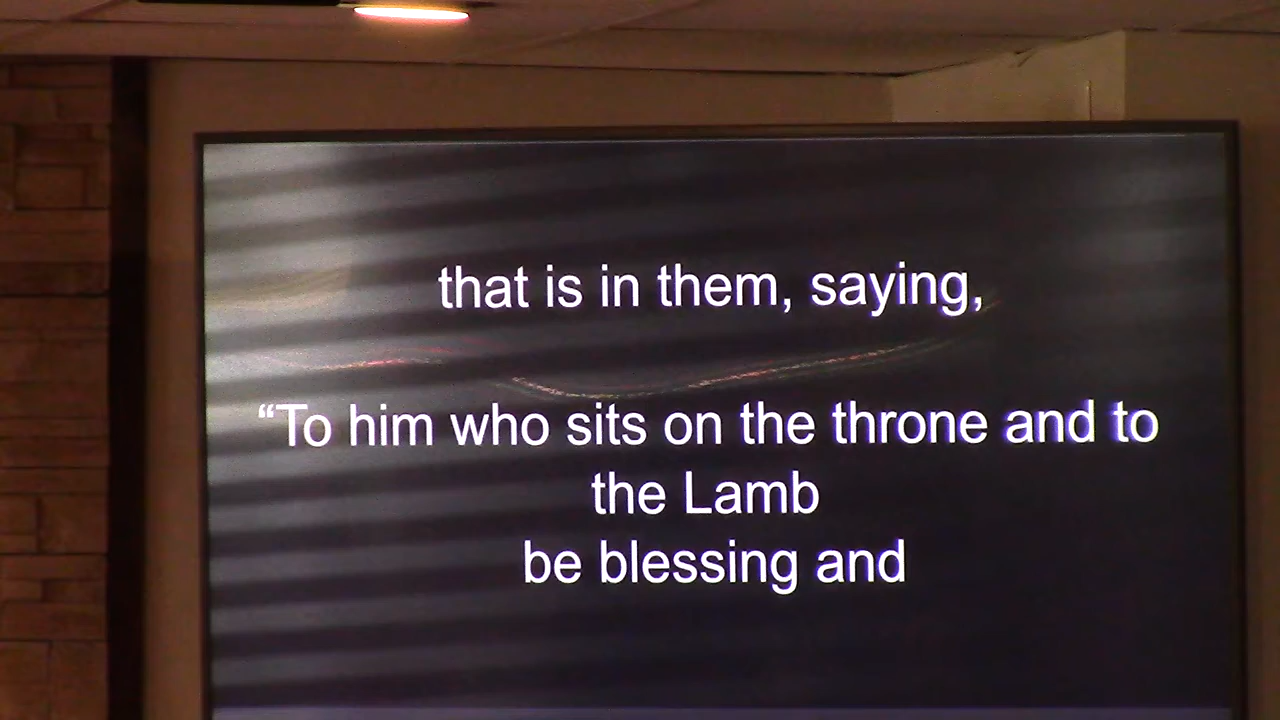 that is in them, saying,
“To him who sits on the throne and to
the Lamb
be blessing and